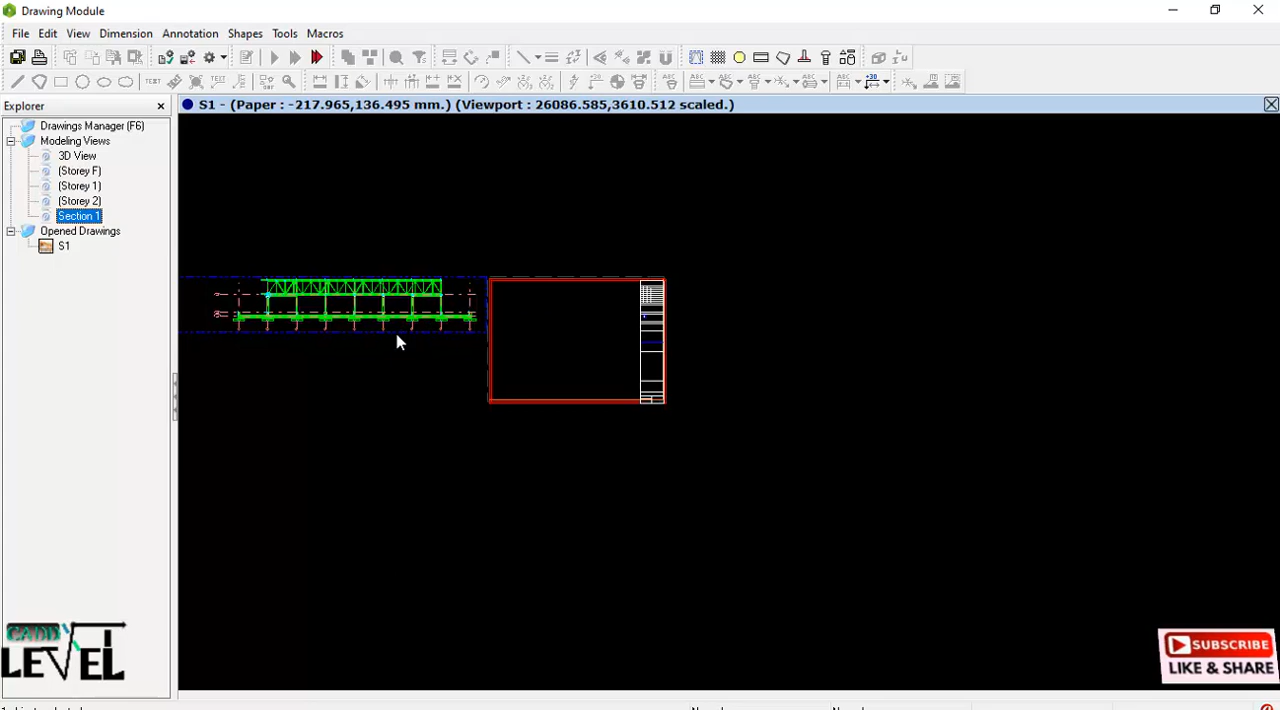 Drawing Module
File Edit View Dimension Annotation Shapes Tools Macros
Explorer
S1 - (Paper : -217.965,136.495 mm.) (Viewport : 26086.585,3610.512 scaled.)
Drawings Manager (F6)
Modeling Views
3D View
(Storey F)
(Storey 1)
(Storey 2)
Section 1
Opened Drawings
S1
CADD
LEVEL
SUBSCRIBE
LIKE & SHARE